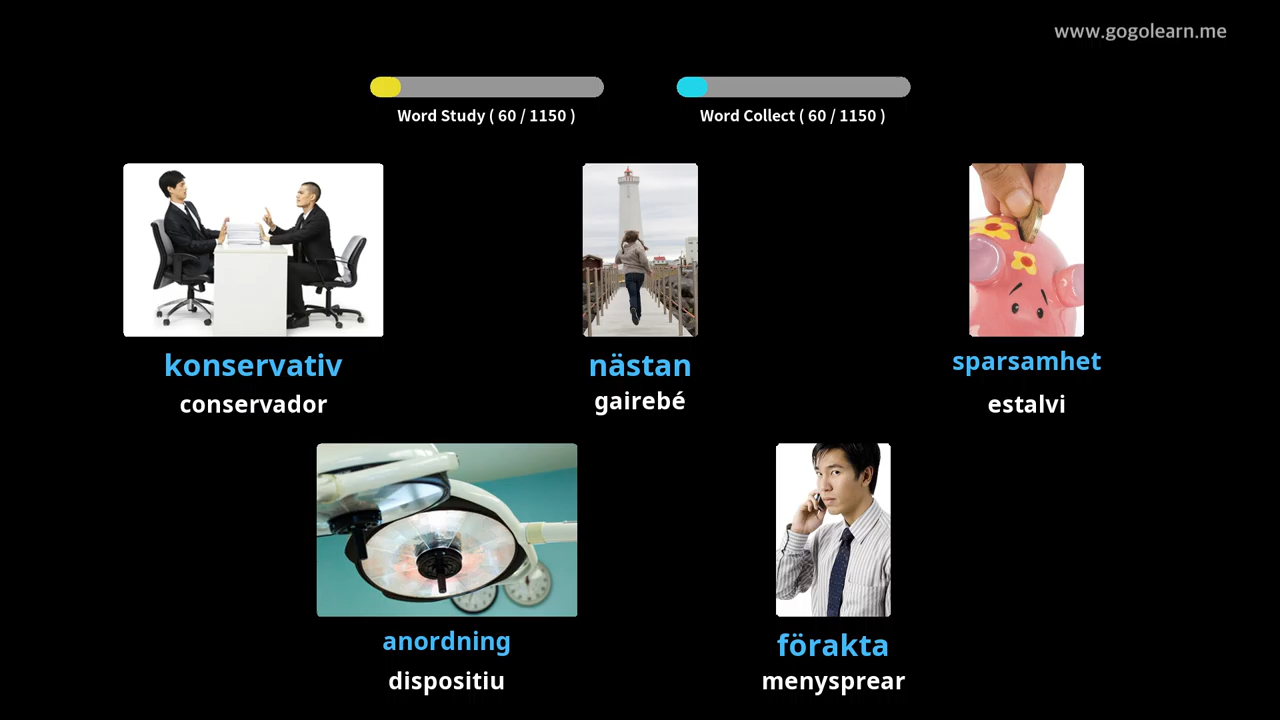 www.gogolearn.me
Word Study ( 60 / 1150 )
Word Collect ( 60 / 1150 )
konservativ
conservador
nästan
gairebé
sparsamhet
estalvi
anordning
dispositiu
förakta
menysprear